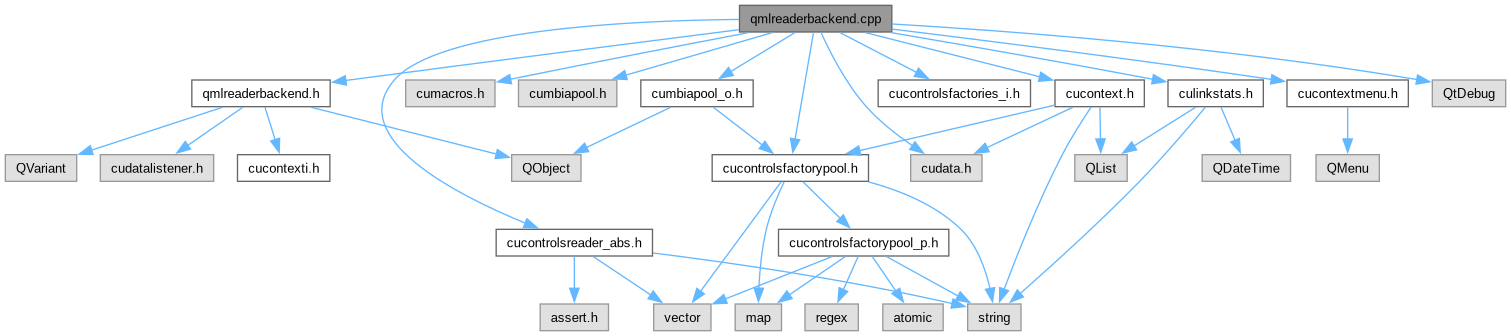 qmlreaderbackend.cpp
qmlreaderbackend.h
cumacros.h
cumbiapool.h
cumbiapool_o.h
cucontrolsfactories_i.h
cucontext.h
culinkstats.h
cucontextmenu.h
QtDebug
QVariant
cudatalistener.h
cucontexti.h
QObject
cucontrolsfactorypool.h
cudata.h
QList
QDateTime
QMenu
cucontrolsreader_abs.h
cucontrolsfactorypool_p.h
assert.h
vector
map
regex
atomic
string